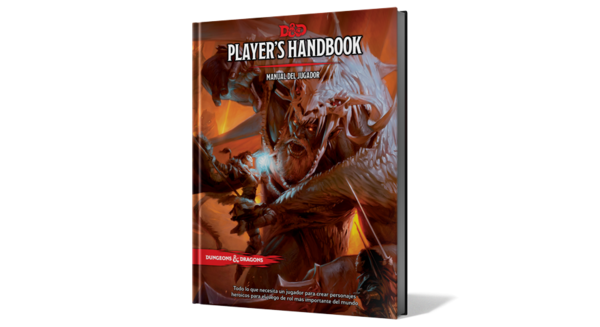 D&D
PLAYER'S HANDBOOK
MANUAL DEL JUGADOR
DUNGEONS & DRAGONS
Todo lo que necesita un jugador para crear personajes
heroicos para el juego de rol más importante del mundo